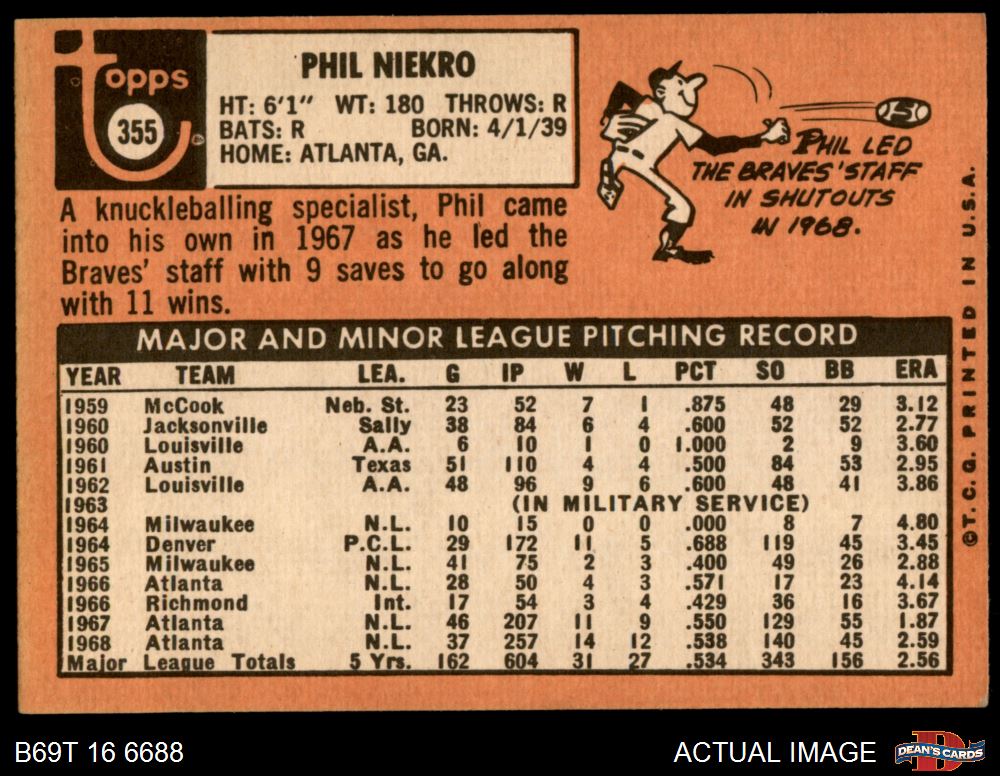 topps
355
PHIL NIEKRO
HT: 6'1" WT: 180 THROWS: R
BATS: R BORN: 4/1/39
HOME: ATLANTA, GA.
A knuckleballing specialist, Phil came
into his own in 1967 as he led the
Braves' staff with 9 saves to go along
with 11 wins.
PHIL LED
THE BRAVES' STAFF
IN SHUTOUTS
IN 1968.
5
MAJOR AND MINOR LEAGUE PITCHING RECORD
YEAR TEAM LEA. G IP W L PCT SO BB ERA
1959 McCook Neb. St. 23 52 7 1 .875 48 29 3.12
1960 Jacksonville Sally 38 84 6 4 .600 52 52 2.77
1960 Louisville A.A. 6 10 1 0 1.000 2 9 3.60
1961 Austin Texas 51 110 4 4 .500 84 53 2.95
1962 Louisville A.A. 48 96 9 6 .600 48 41 3.86
1963 (IN MILITARY SERVICE)
1964 Milwaukee N.L. 10 15 0 0 .000 8 7 4.80
1964 Denver P.C.L. 29 172 11 5 .688 119 45 3.45
1965 Milwaukee N.L. 41 75 2 3 .400 49 26 2.88
1966 Atlanta N.L. 28 50 4 3 .571 17 23 4.14
1966 Richmond Int. 17 54 3 4 .429 36 16 3.67
1967 Atlanta N.L. 46 207 11 9 .550 129 55 1.87
1968 Atlanta N.L. 37 257 14 12 .538 140 45 2.59
Major League Totals 5 Yrs. 162 604 31 27 .534 343 156 2.56
©T.C.G. PRINTED IN U.S.A.
B69T 16 6688
ACTUAL IMAGE
DEAN'S CARDS